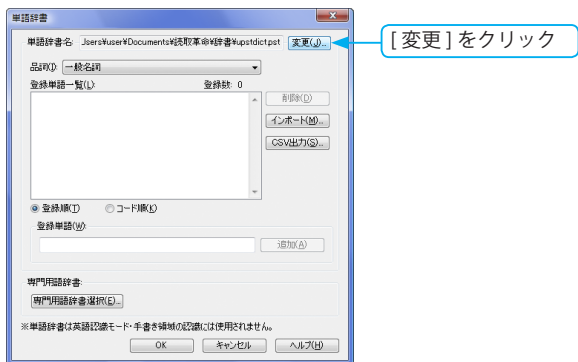 単語辞書
単語辞書名: Jsers¥user¥Documents¥読取革命¥辞書¥upstdict.pst 変更(J)...
[変更]をクリック
品詞(I): 一般名詞
登録単語一覧(L): 登録数: 0
削除(D)
インポート(M)...
CSV出力(S)...
登録順(T) コード順(K)
登録単語(W):
追加(A)
専門用語辞書:
専門用語辞書選択(E)...
※単語辞書は英語認識モード・手書き領域の認識には使用されません。
OK キャンセル ヘルプ(H)